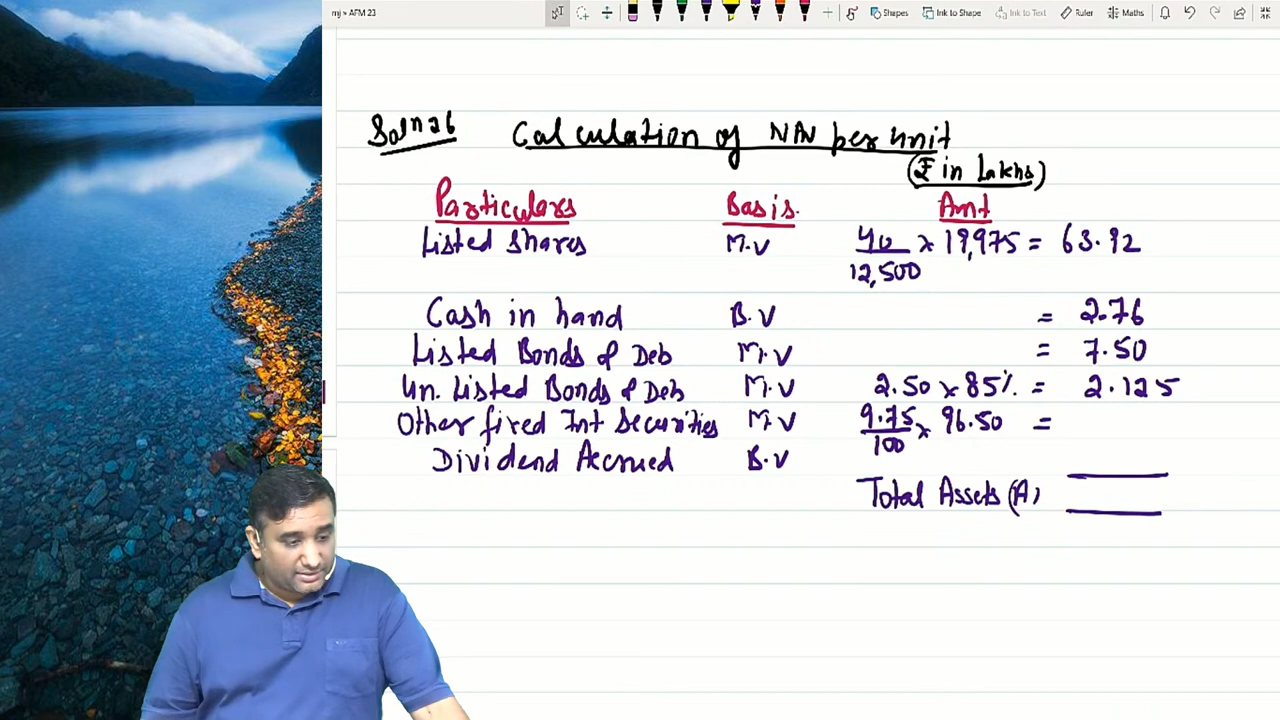 mj » AFM 23
Shapes Ink to Shape Ink to Text Ruler Maths
Soln 26 Calculation of NAV per unit
(₹ in Lakhs)
Particulars Basis. Amt
Listed Shares M.V 40/12,500 × 19,975 = 63.92
Cash in hand B.V = 2.76
Listed Bonds & Deb M.V = 7.50
Un. Listed Bonds & Deb M.V 2.50 × 85% = 2.125
Other fixed Int Securities M.V 9.75/100 × 96.50 =
Dividend Accrued B.V
Total Assets (A)